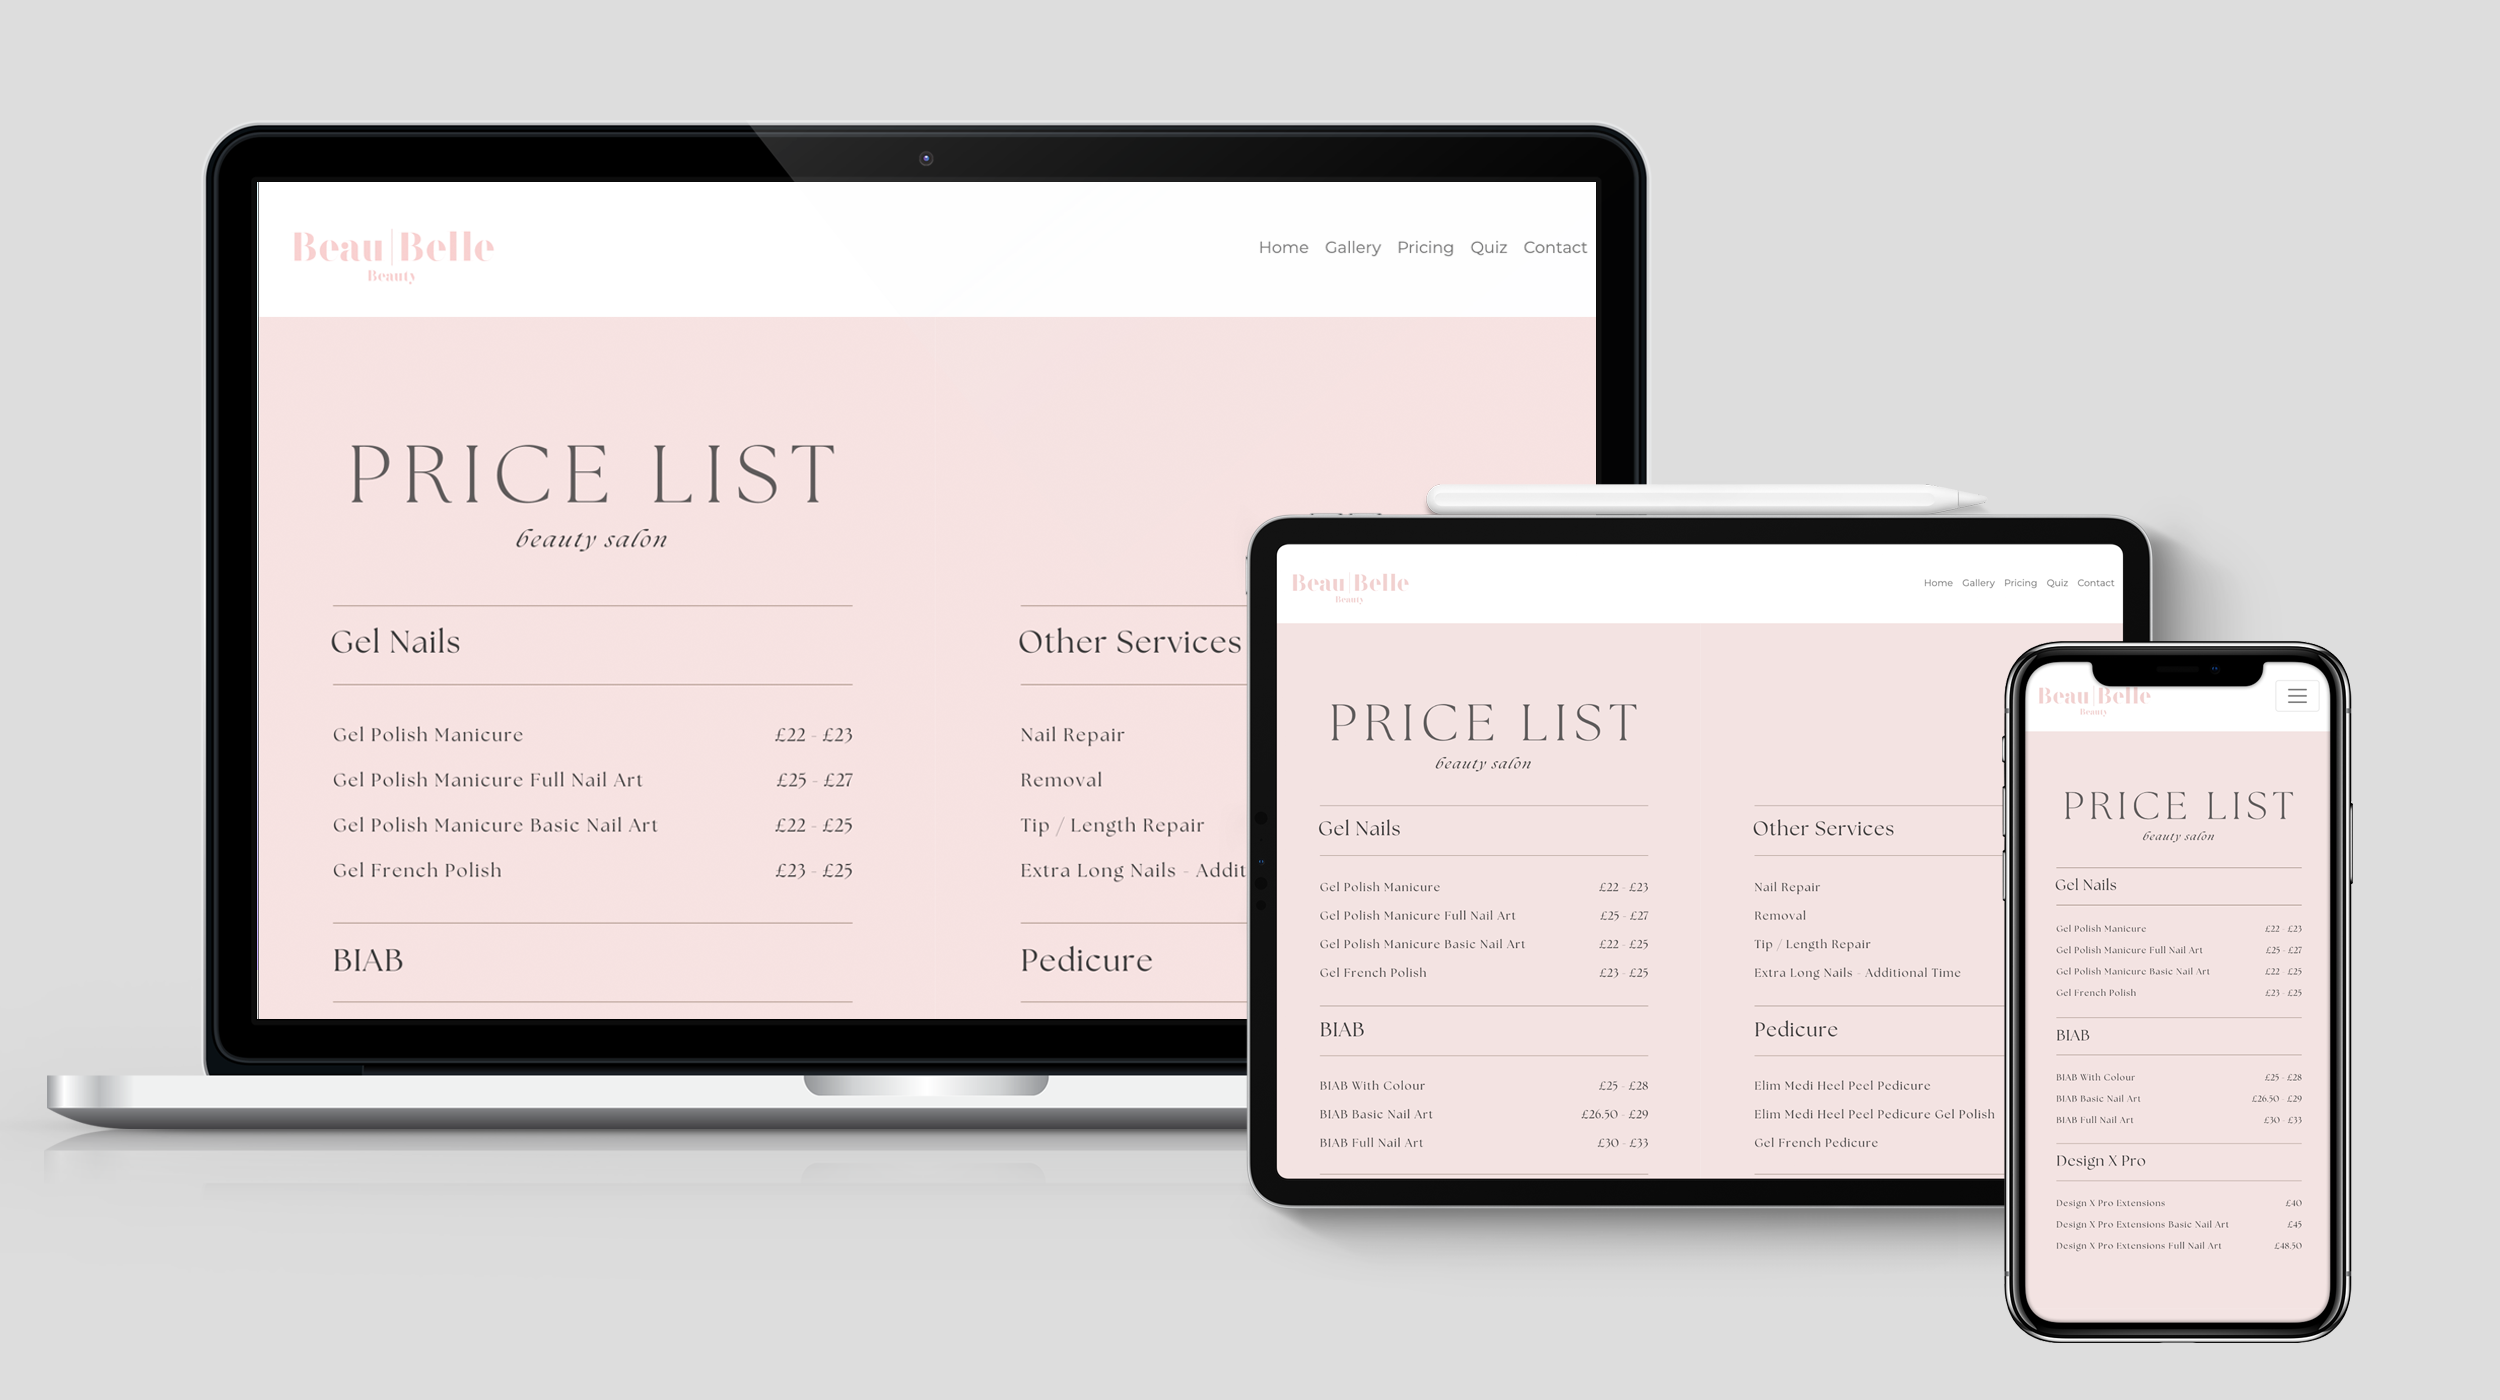 Beau Belle
Beauty
Home Gallery Pricing Quiz Contact
PRICE LIST
beauty salon
Gel Nails
Gel Polish Manicure £22 - £23
Gel Polish Manicure Full Nail Art £25 - £27
Gel Polish Manicure Basic Nail Art £22 - £25
Gel French Polish £23 - £25
BIAB
Other Services
Nail Repair
Removal
Tip / Length Repair
Extra Long Nails - Addit
Pedicure
Beau Belle
Beauty
Home Gallery Pricing Quiz Contact
PRICE LIST
beauty salon
Gel Nails
Gel Polish Manicure £22 - £23
Gel Polish Manicure Full Nail Art £25 - £27
Gel Polish Manicure Basic Nail Art £22 - £25
Gel French Polish £23 - £25
BIAB
BIAB With Colour £25 - £28
BIAB Basic Nail Art £26.50 - £29
BIAB Full Nail Art £30 - £33
Other Services
Nail Repair
Removal
Tip / Length Repair
Extra Long Nails - Additional Time
Pedicure
Elim Medi Heel Peel Pedicure
Elim Medi Heel Peel Pedicure Gel Polish
Gel French Pedicure
Beau Belle
Beauty
PRICE LIST
beauty salon
Gel Nails
Gel Polish Manicure £22 - £23
Gel Polish Manicure Full Nail Art £25 - £27
Gel Polish Manicure Basic Nail Art £22 - £25
Gel French Polish £23 - £25
BIAB
BIAB With Colour £25 - £28
BIAB Basic Nail Art £26.50 - £29
BIAB Full Nail Art £30 - £33
Design X Pro
Design X Pro Extensions £40
Design X Pro Extensions Basic Nail Art £45
Design X Pro Extensions Full Nail Art £48.50